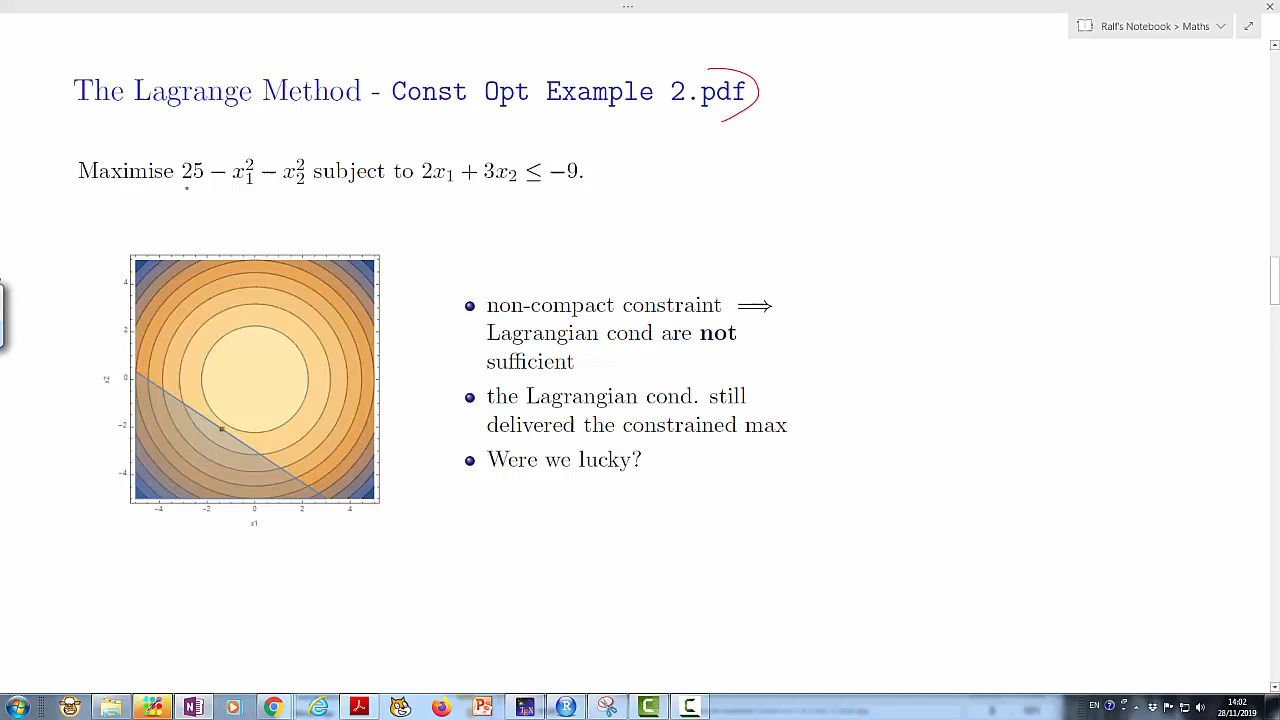 Ralf's Notebook > Maths
The Lagrange Method - Const Opt Example 2.pdf
Maximise 25 − x₁² − x₂² subject to 2x₁ + 3x₂ ≤ −9.
4
2
0
−2
−4
x2
−4 −2 0 2 4
x1
non-compact constraint ⟹
Lagrangian cond are not
sufficient
the Lagrangian cond. still
delivered the constrained max
Were we lucky?
EN
14:02
28/11/2019